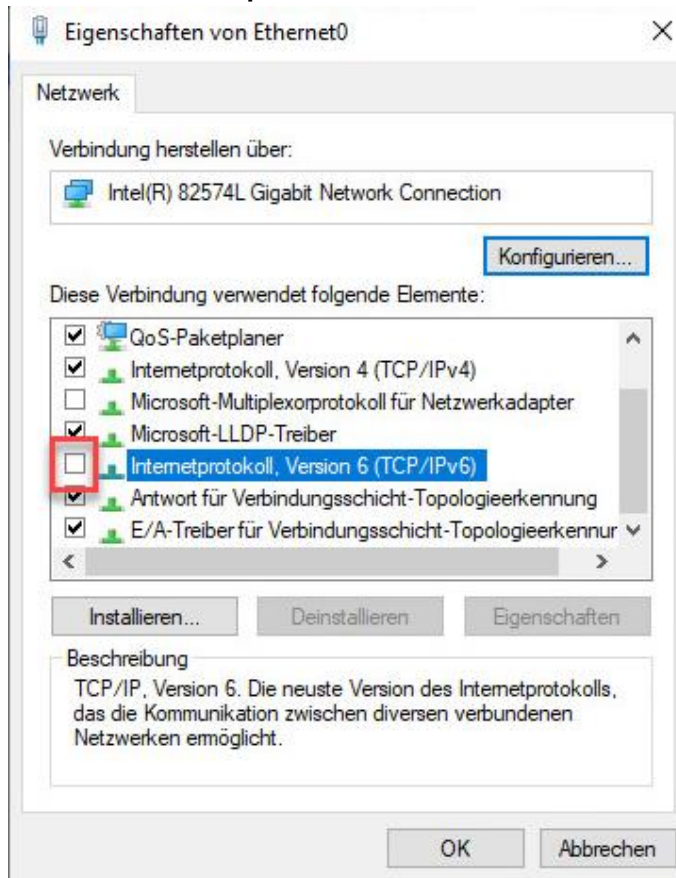 Eigenschaften von Ethernet0
Netzwerk
Verbindung herstellen über:
Intel(R) 82574L Gigabit Network Connection
Konfigurieren...
Diese Verbindung verwendet folgende Elemente:
QoS-Paketplaner
Internetprotokoll, Version 4 (TCP/IPv4)
Microsoft-Multiplexorprotokoll für Netzwerkadapter
Microsoft-LLDP-Treiber
Internetprotokoll, Version 6 (TCP/IPv6)
Antwort für Verbindungsschicht-Topologieerkennung
E/A-Treiber für Verbindungsschicht-Topologieerkennur
Installieren... Deinstallieren Eigenschaften
Beschreibung
TCP/IP, Version 6. Die neuste Version des Internetprotokolls,
das die Kommunikation zwischen diversen verbundenen
Netzwerken ermöglicht.
OK Abbrechen